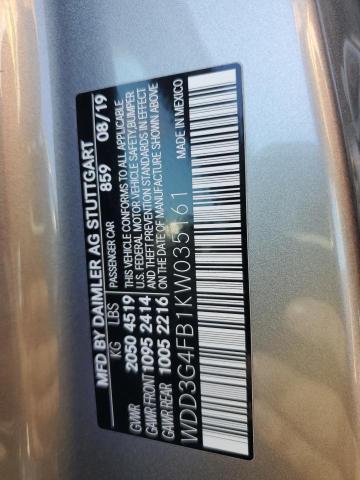 MFD BY DAIMLER AG STUTTGART
PASSENGER CAR 859 08/19
KG LBS THIS VEHICLE CONFORMS TO ALL APPLICABLE
GVWR 2050 4519 U.S. FEDERAL MOTOR VEHICLE SAFETY, BUMPER
GAWR FRONT 1095 2414 AND THEFT PREVENTION STANDARDS IN EFFECT
GAWR REAR 1005 2216 ON THE DATE OF MANUFACTURE SHOWN ABOVE
MADE IN MEXICO
WDD3G4FB1KW035161